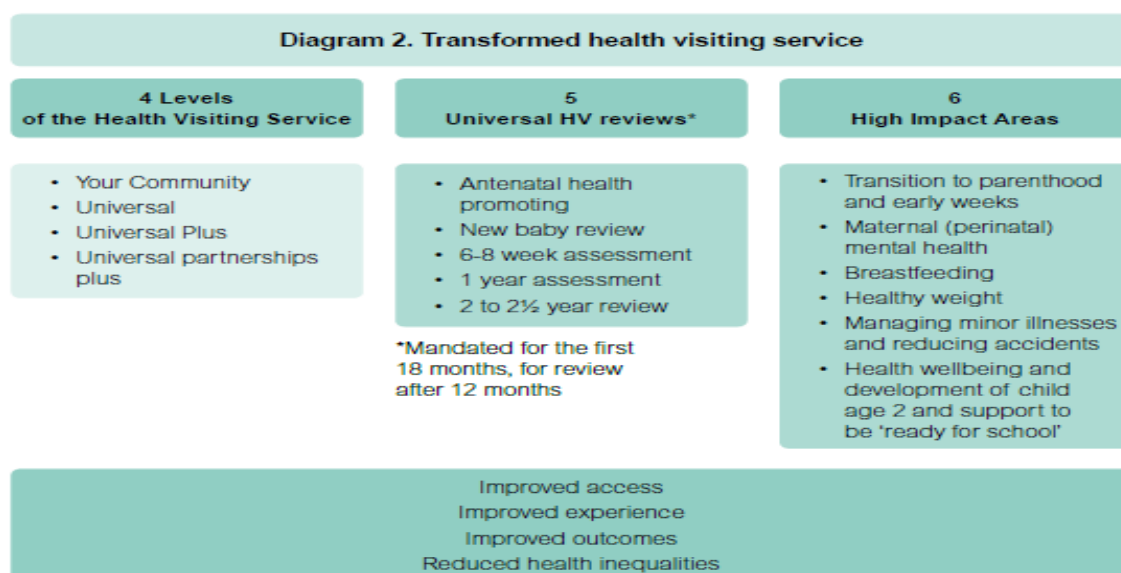 Diagram 2. Transformed health visiting service
4 Levels
of the Health Visiting Service
• Your Community
• Universal
• Universal Plus
• Universal partnerships
plus
5
Universal HV reviews*
• Antenatal health
promoting
• New baby review
• 6-8 week assessment
• 1 year assessment
• 2 to 2½ year review
*Mandated for the first
18 months, for review
after 12 months
6
High Impact Areas
• Transition to parenthood
and early weeks
• Maternal (perinatal)
mental health
• Breastfeeding
• Healthy weight
• Managing minor illnesses
and reducing accidents
• Health wellbeing and
development of child
age 2 and support to
be ‘ready for school’
Improved access
Improved experience
Improved outcomes
Reduced health inequalities